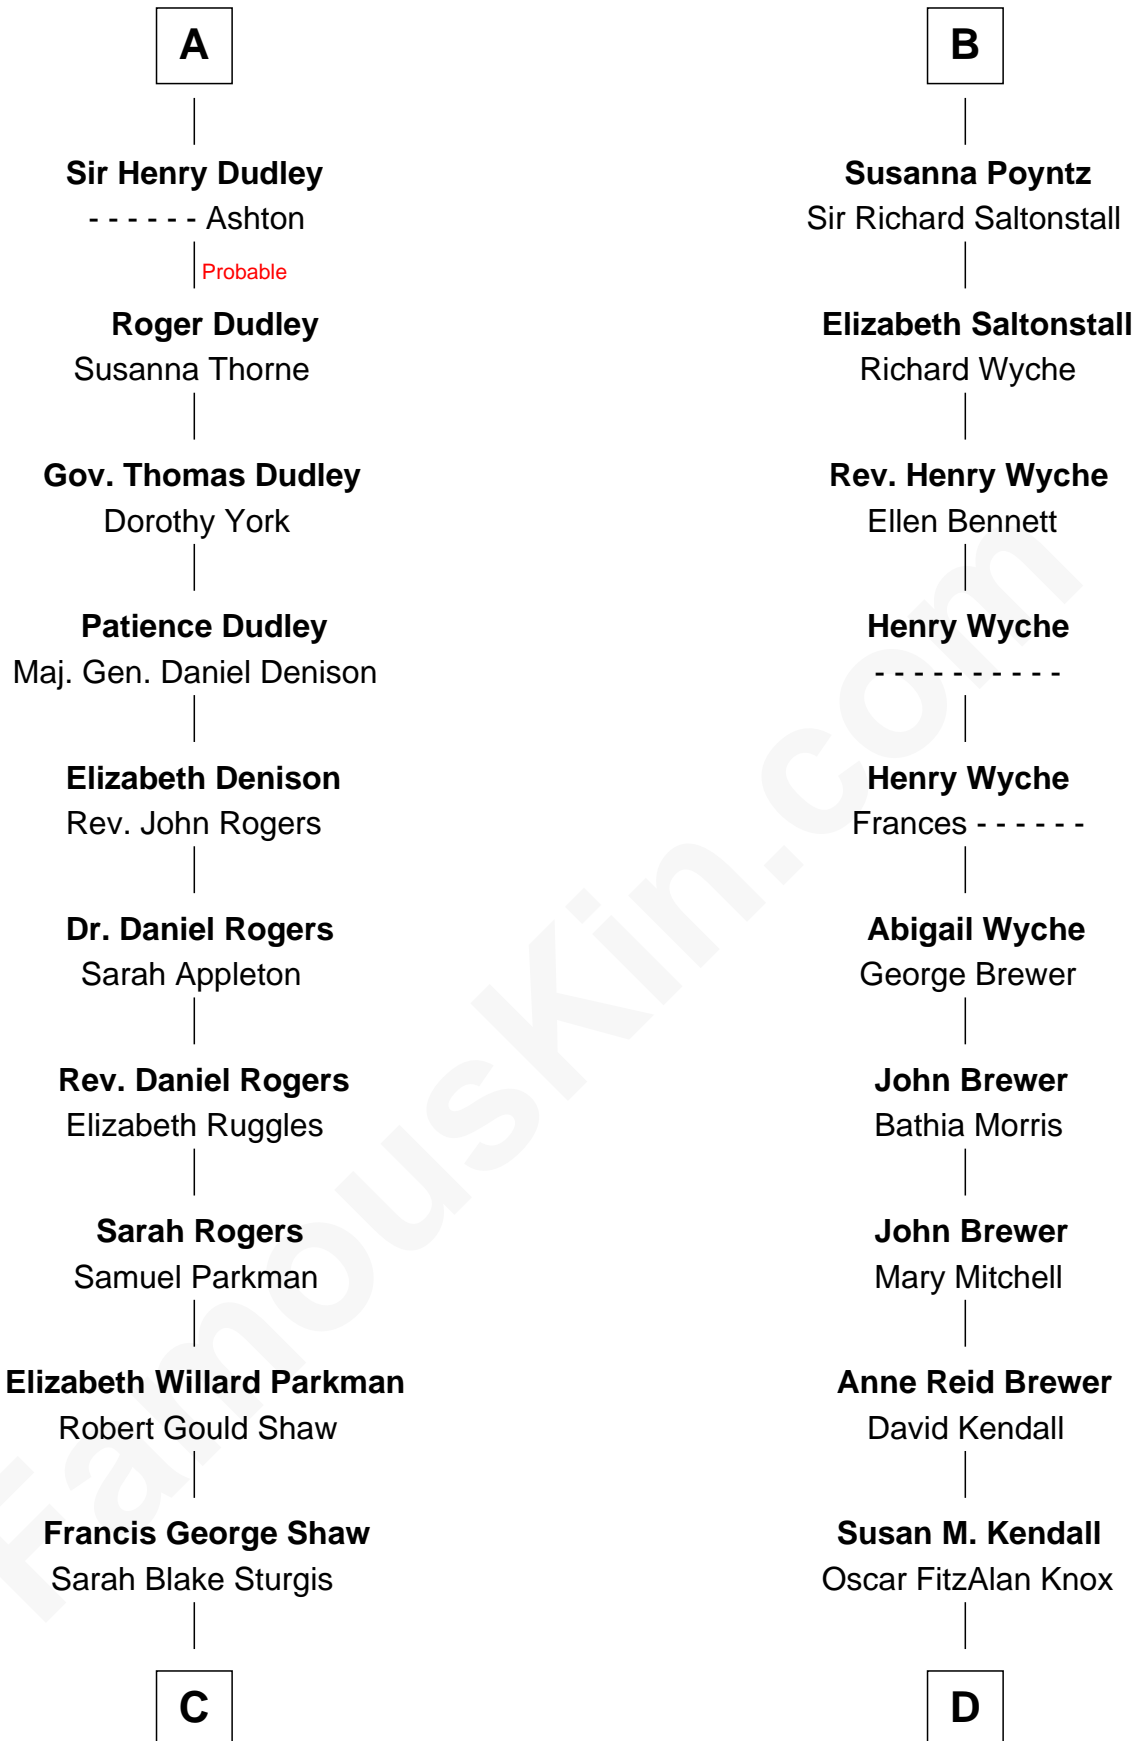 A
Sir Henry Dudley
- - - - - - Ashton
Probable
Roger Dudley
Susanna Thorne
Gov. Thomas Dudley
Dorothy York
Patience Dudley
Maj. Gen. Daniel Denison
Elizabeth Denison
Rev. John Rogers
Dr. Daniel Rogers
Sarah Appleton
Rev. Daniel Rogers
Elizabeth Ruggles
Sarah Rogers
Samuel Parkman
Elizabeth Willard Parkman
Robert Gould Shaw
Francis George Shaw
Sarah Blake Sturgis
C
B
Susanna Poyntz
Sir Richard Saltonstall
Elizabeth Saltonstall
Richard Wyche
Rev. Henry Wyche
Ellen Bennett
Henry Wyche
- - - - - - - - - -
Henry Wyche
Frances - - - - - -
Abigail Wyche
George Brewer
John Brewer
Bathia Morris
John Brewer
Mary Mitchell
Anne Reid Brewer
David Kendall
Susan M. Kendall
Oscar FitzAlan Knox
D
FamousKin.com